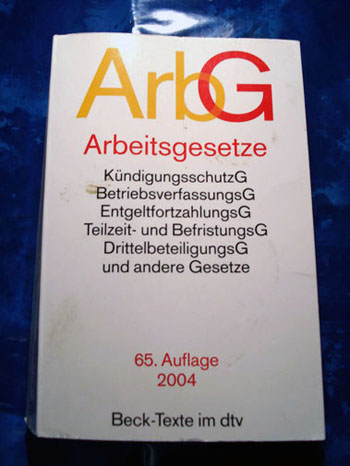 ArbG
Arbeitsgesetze
KündigungsschutzG
BetriebsverfassungsG
EntgeltfortzahlungsG
Teilzeit- und BefristungsG
DrittelbeteiligungsG
und andere Gesetze
65. Auflage
2004
Beck-Texte im dtv